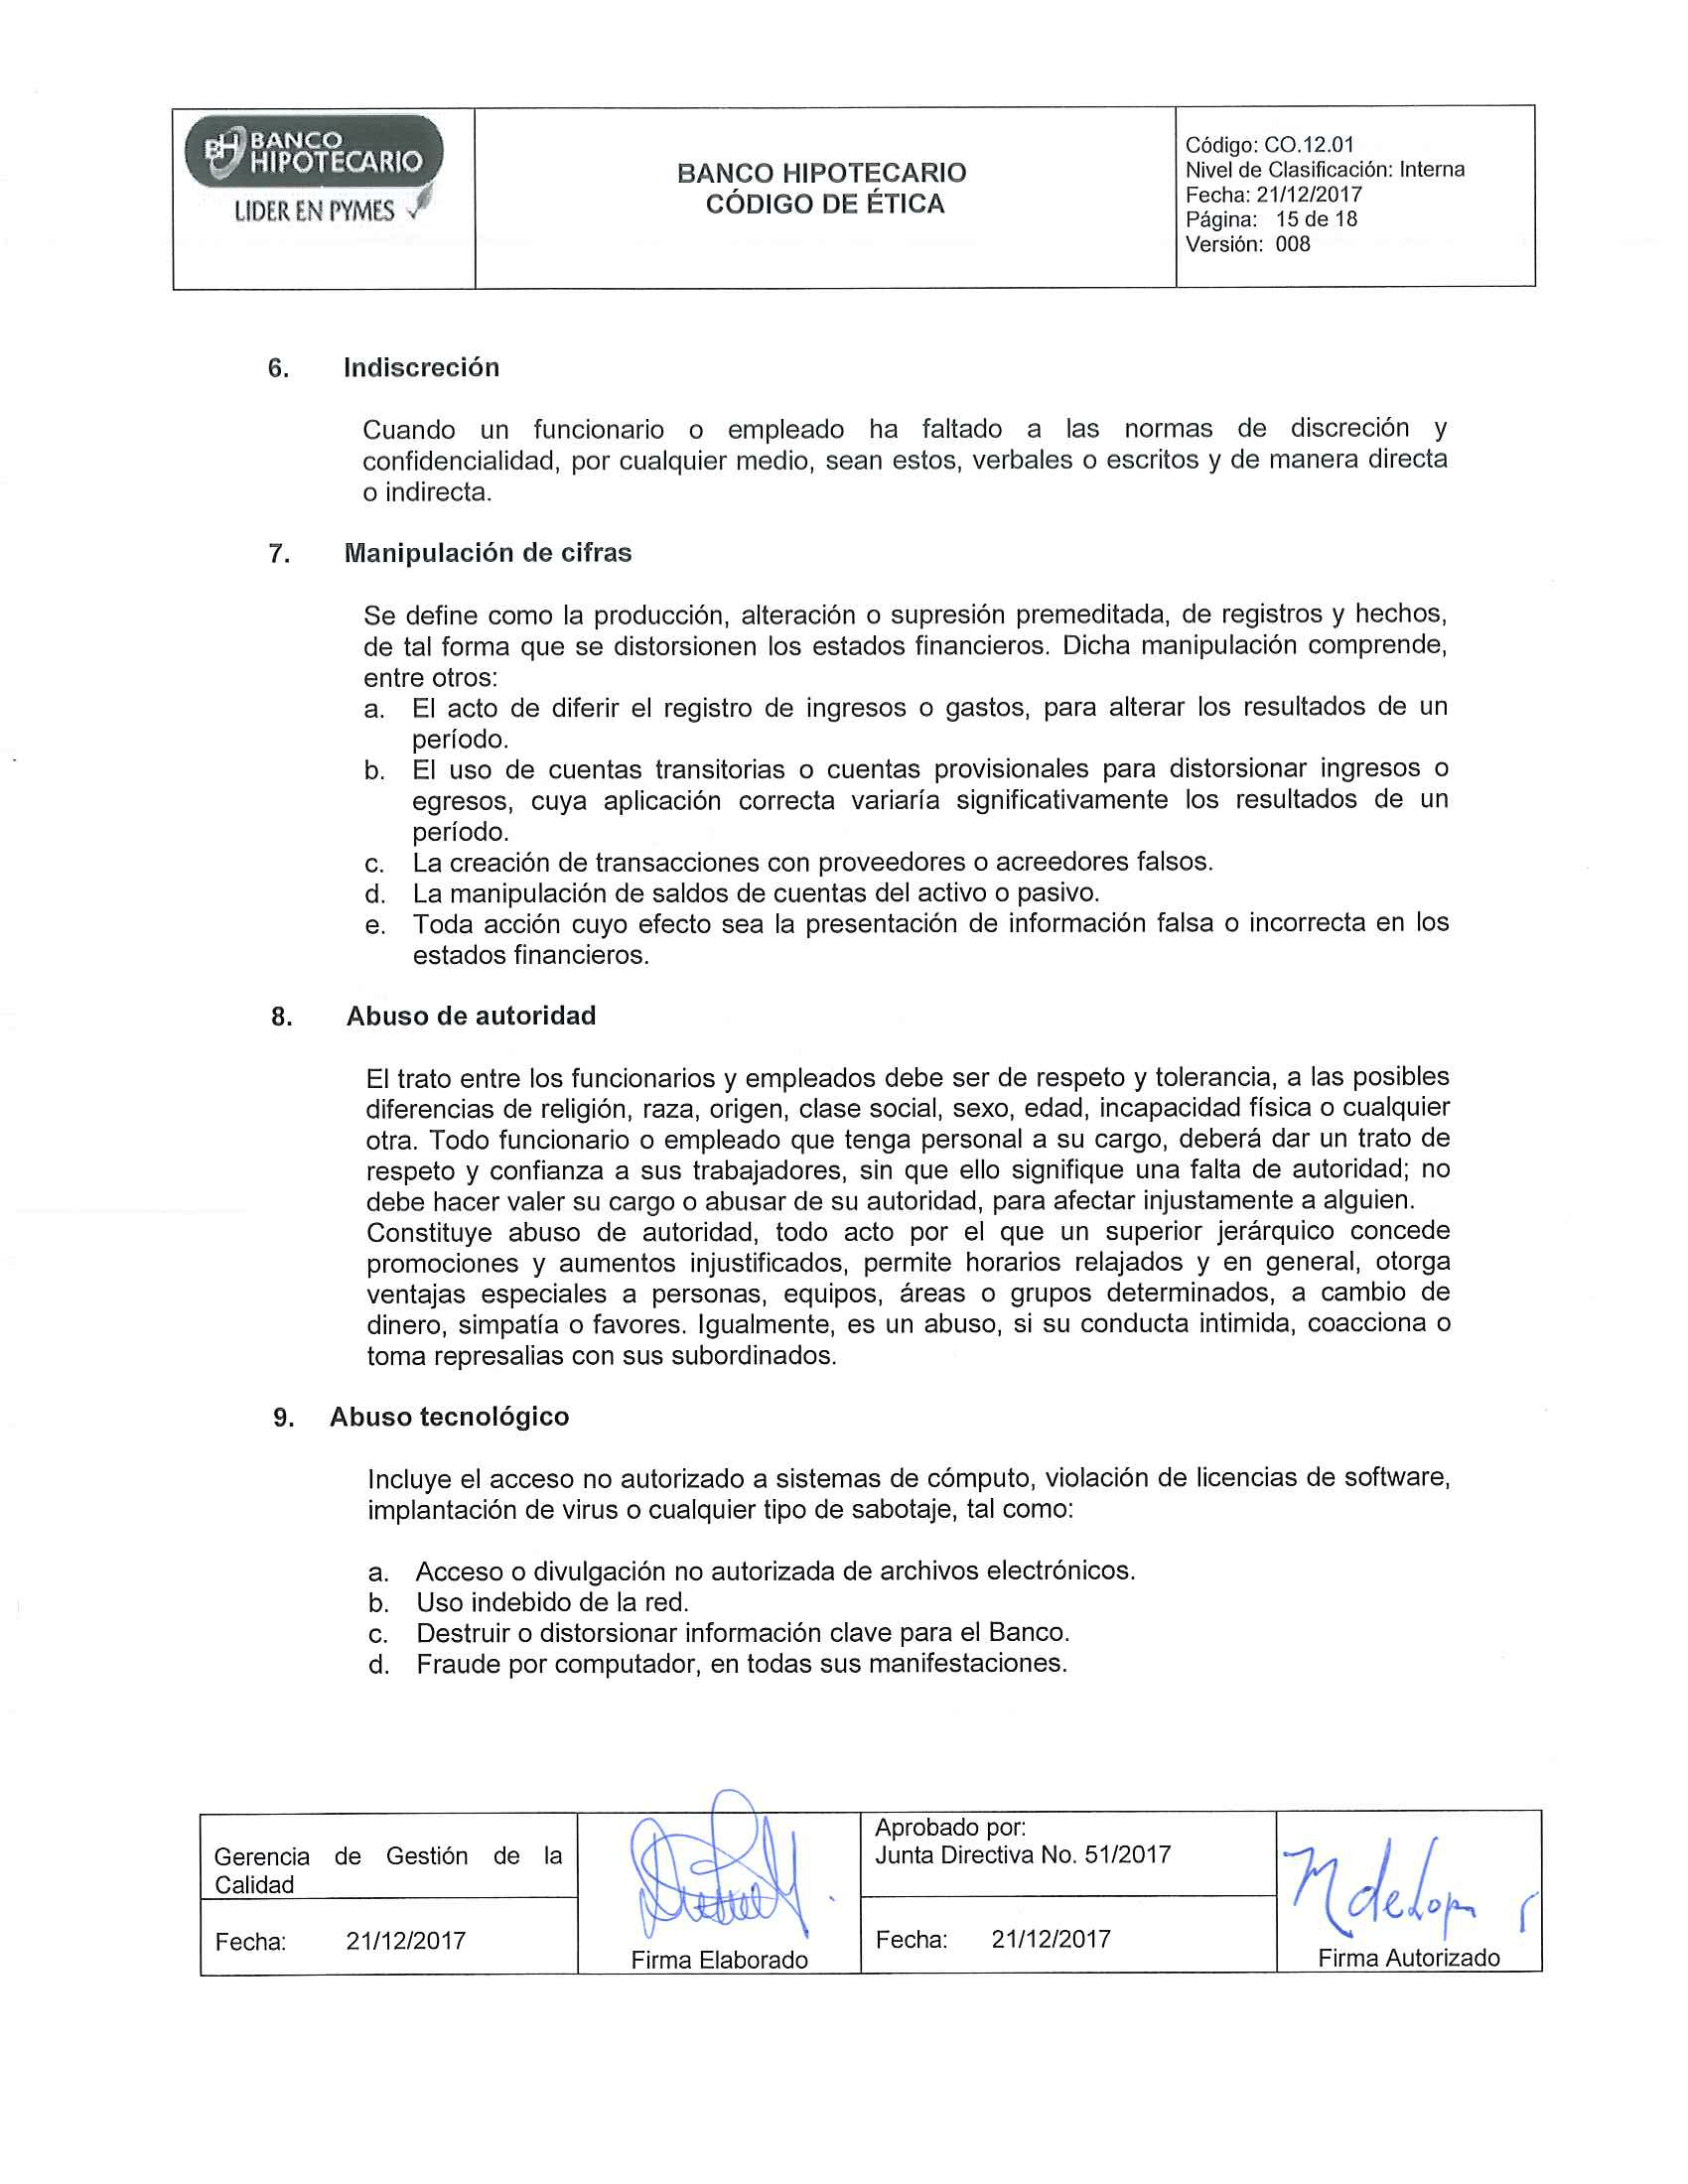 BH BANCO
HIPOTECARIO
LIDER EN PYMES
BANCO HIPOTECARIO
CÓDIGO DE ÉTICA
Código: CO.12.01
Nivel de Clasificación: Interna
Fecha: 21/12/2017
Página: 15 de 18
Versión: 008
6. Indiscreción
Cuando un funcionario o empleado ha faltado a las normas de discreción y
confidencialidad, por cualquier medio, sean estos, verbales o escritos y de manera directa
o indirecta.
7. Manipulación de cifras
Se define como la producción, alteración o supresión premeditada, de registros y hechos,
de tal forma que se distorsionen los estados financieros. Dicha manipulación comprende,
entre otros:
a. El acto de diferir el registro de ingresos o gastos, para alterar los resultados de un
período.
b. El uso de cuentas transitorias o cuentas provisionales para distorsionar ingresos o
egresos, cuya aplicación correcta variaría significativamente los resultados de un
período.
c. La creación de transacciones con proveedores o acreedores falsos.
d. La manipulación de saldos de cuentas del activo o pasivo.
e. Toda acción cuyo efecto sea la presentación de información falsa o incorrecta en los
estados financieros.
8. Abuso de autoridad
El trato entre los funcionarios y empleados debe ser de respeto y tolerancia, a las posibles
diferencias de religión, raza, origen, clase social, sexo, edad, incapacidad física o cualquier
otra. Todo funcionario o empleado que tenga personal a su cargo, deberá dar un trato de
respeto y confianza a sus trabajadores, sin que ello signifique una falta de autoridad; no
debe hacer valer su cargo o abusar de su autoridad, para afectar injustamente a alguien.
Constituye abuso de autoridad, todo acto por el que un superior jerárquico concede
promociones y aumentos injustificados, permite horarios relajados y en general, otorga
ventajas especiales a personas, equipos, áreas o grupos determinados, a cambio de
dinero, simpatía o favores. Igualmente, es un abuso, si su conducta intimida, coacciona o
toma represalias con sus subordinados.
9. Abuso tecnológico
Incluye el acceso no autorizado a sistemas de cómputo, violación de licencias de software,
implantación de virus o cualquier tipo de sabotaje, tal como:
a. Acceso o divulgación no autorizada de archivos electrónicos.
b. Uso indebido de la red.
c. Destruir o distorsionar información clave para el Banco.
d. Fraude por computador, en todas sus manifestaciones.
Gerencia de Gestión de la
Calidad
Fecha: 21/12/2017
Firma Elaborado
Aprobado por:
Junta Directiva No. 51/2017
Fecha: 21/12/2017
Firma Autorizado